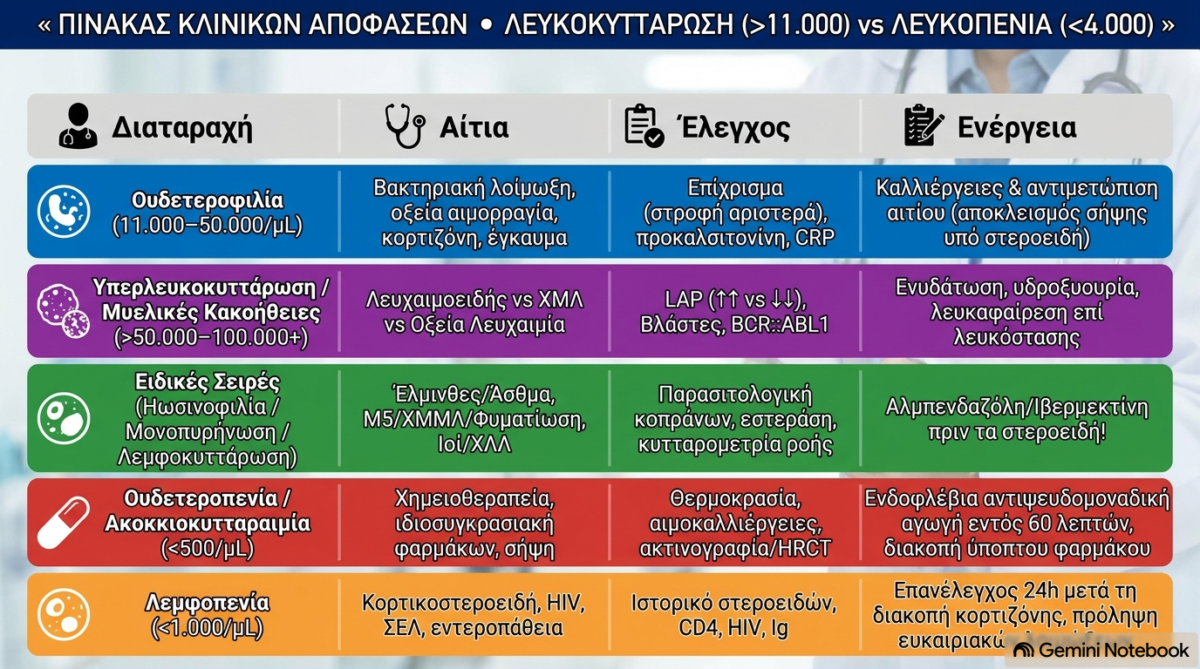 « ΠΙΝΑΚΑΣ ΚΛΙΝΙΚΩΝ ΑΠΟΦΑΣΕΩΝ • ΛΕΥΚΟΚΥΤΤΑΡΩΣΗ (>11.000) vs ΛΕΥΚΟΠΕΝΙΑ (<4.000) »
Διαταραχή
Αίτια
Έλεγχος
Ενέργεια
Ουδετεροφιλία
(11.000–50.000/μL)
Βακτηριακή λοίμωξη,
οξεία αιμορραγία,
κορτιζόνη, έγκαυμα
Επίχρισμα
(στροφή αριστερά),
προκαλσιτονίνη, CRP
Καλλιέργειες & αντιμετώπιση
αιτίου (αποκλεισμός σήψης
υπό στεροειδή)
Υπερλευκοκυττάρωση /
Μυελικές Κακοήθειες
(>50.000–100.000+)
Λευχαιμοειδής vs ΧΜΛ
vs Οξεία Λευχαιμία
LAP (↑↑ vs ↓↓),
Βλάστες, BCR::ABL1
Ενυδάτωση, υδροξυουρία,
λευκαφαίρεση επί
λευκόστασης
Ειδικές Σειρές
(Ηωσινοφιλία /
Μονοπυρήνωση /
Λεμφοκυττάρωση)
Έλμινθες/Άσθμα,
M5/ΧΜΜΛ/Φυματίωση,
Ιοί/ΧΛΛ
Παρασιτολογική
κοπράνων, εστεράση,
κυτταρομετρία ροής
Αλμπενδαζόλη/Ιβερμεκτίνη
πριν τα στεροειδή!
Ουδετεροπενία /
Ακοκκιοκυτταραιμία
(<500/μL)
Χημειοθεραπεία,
ιδιοσυγκρασιακή
φαρμάκων, σήψη
Θερμοκρασία,
αιμοκαλλιέργειες,
ακτινογραφία/HRCT
Ενδοφλέβια αντιψευδομοναδική
αγωγή εντός 60 λεπτών,
διακοπή ύποπτου φαρμάκου
Λεμφοπενία
(<1.000/μL)
Κορτικοστεροειδή, HIV,
ΣΕΛ, εντεροπάθεια
Ιστορικό στεροειδών,
CD4, HIV, Ig
Επανέλεγχος 24h μετά τη
διακοπή κορτιζόνης, πρόληψη
Gemini Notebook